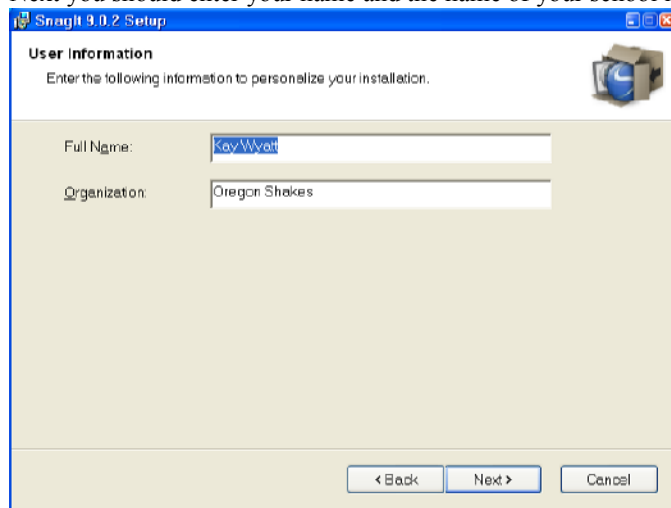 Next you should enter your name and the name of your school
SnagIt 9.0.2 Setup
User Information
Enter the following information to personalize your installation.
Full Name: Kay Wyatt
Organization: Oregon Shakes
< Back Next > Cancel